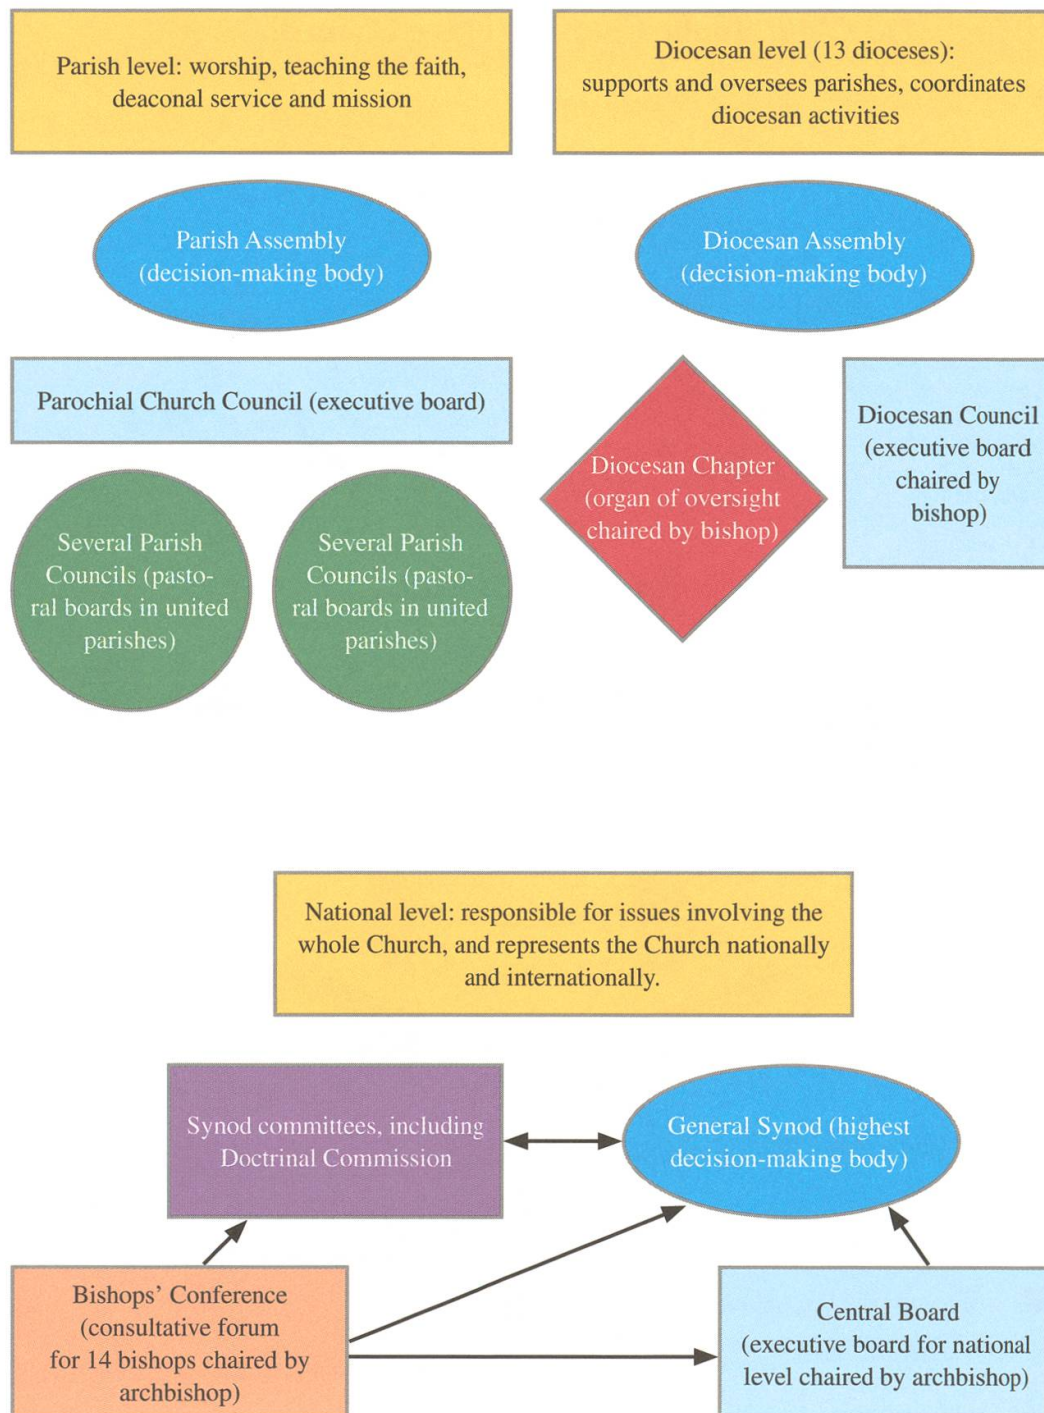 Parish level: worship, teaching the faith,
deaconal service and mission
Diocesan level (13 dioceses):
supports and oversees parishes, coordinates
diocesan activities
Parish Assembly
(decision-making body)
Diocesan Assembly
(decision-making body)
Parochial Church Council (executive board)
Diocesan Chapter
(organ of oversight
chaired by bishop)
Diocesan Council
(executive board
chaired by
bishop)
Several Parish
Councils (pasto-
ral boards in united
parishes)
Several Parish
Councils (pasto-
ral boards in united
parishes)
National level: responsible for issues involving the
whole Church, and represents the Church nationally
and internationally.
Synod committees, including
Doctrinal Commission
General Synod (highest
decision-making body)
Bishops’ Conference
(consultative forum
for 14 bishops chaired by
archbishop)
Central Board
(executive board for national
level chaired by archbishop)